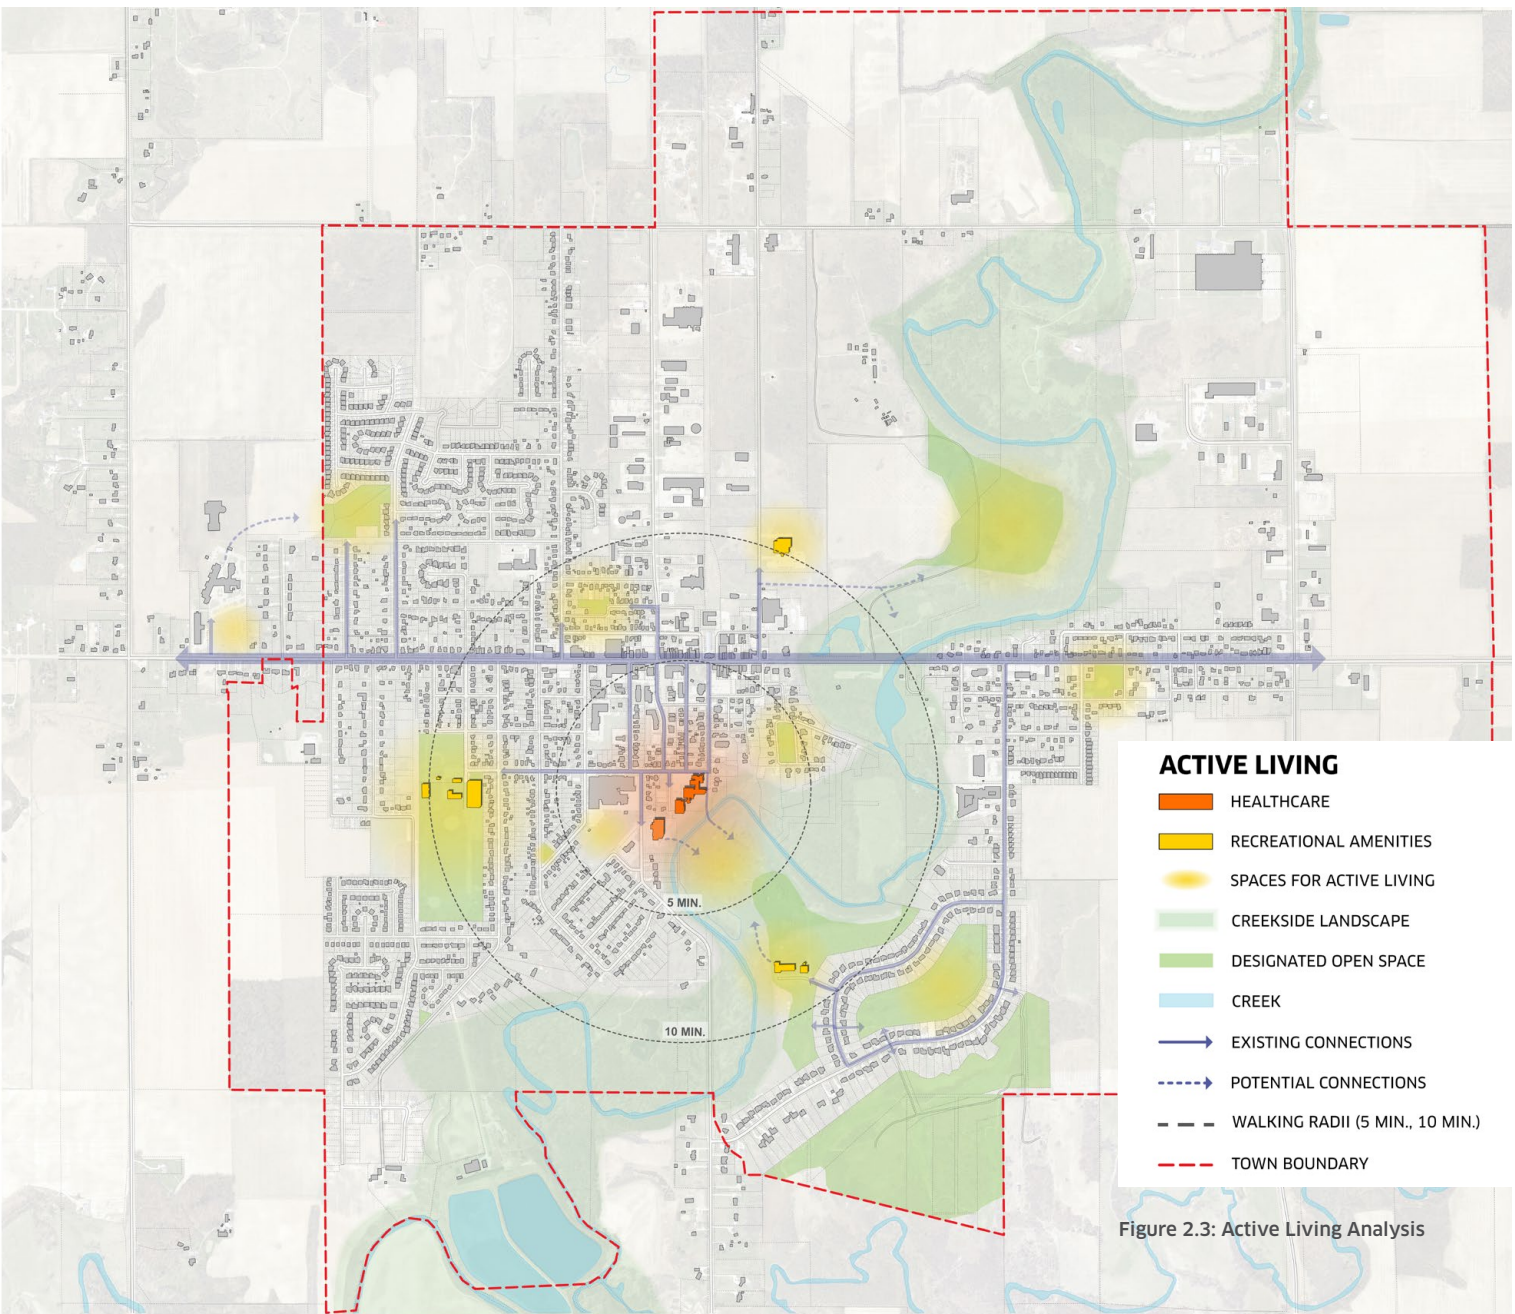 5 MIN.
10 MIN.
ACTIVE LIVING
HEALTHCARE
RECREATIONAL AMENITIES
SPACES FOR ACTIVE LIVING
CREEKSIDE LANDSCAPE
DESIGNATED OPEN SPACE
CREEK
EXISTING CONNECTIONS
POTENTIAL CONNECTIONS
WALKING RADII (5 MIN., 10 MIN.)
TOWN BOUNDARY
Figure 2.3: Active Living Analysis